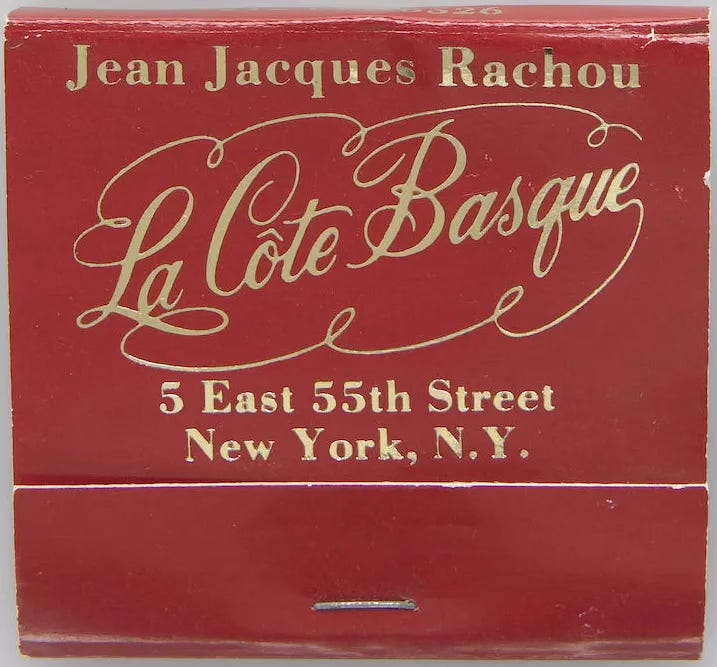 Jean Jacques Rachou
La Côte Basque
5 East 55th Street
New York, N.Y.